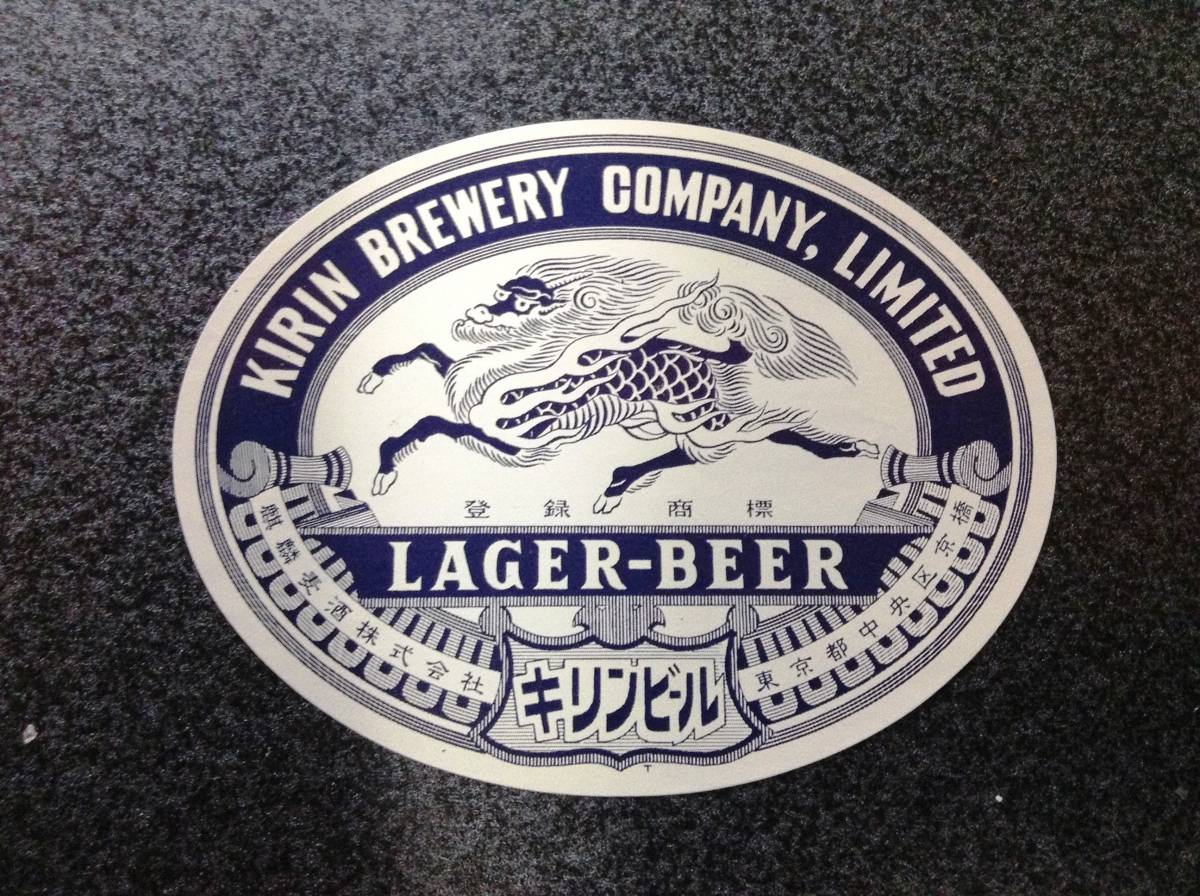 KIRIN BREWERY COMPANY, LIMITED
登録商標
LAGER-BEER
麒麟麦酒株式会社
東京都中央区京橋
キリンビール
T